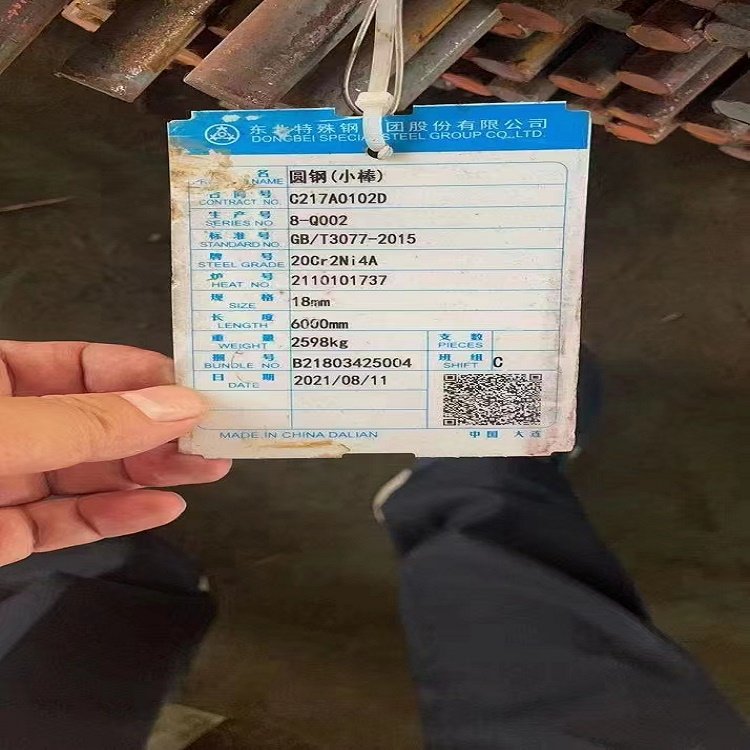 东北特殊钢集团股份有限公司
DONGBEI SPECIAL STEEL GROUP CO.,LTD.
名 圆钢(小棒)
NAME
合同号 C217A0102D
CONTRACT NO.
生产号 8-Q002
SERIES NO.
标准号 GB/T3077-2015
STANDARD NO.
牌号 20Cr2Ni4A
STEEL GRADE
炉号 2110101737
HEAT NO.
规格 18mm
SIZE
长度 6000mm
LENGTH
重量 2598kg 支数
WEIGHT PIECES
捆号 B21803425004 班组 C
BUNDLE NO SHIFT
日期 2021/08/11
DATE
MADE IN CHINA DALIAN 中国 大连